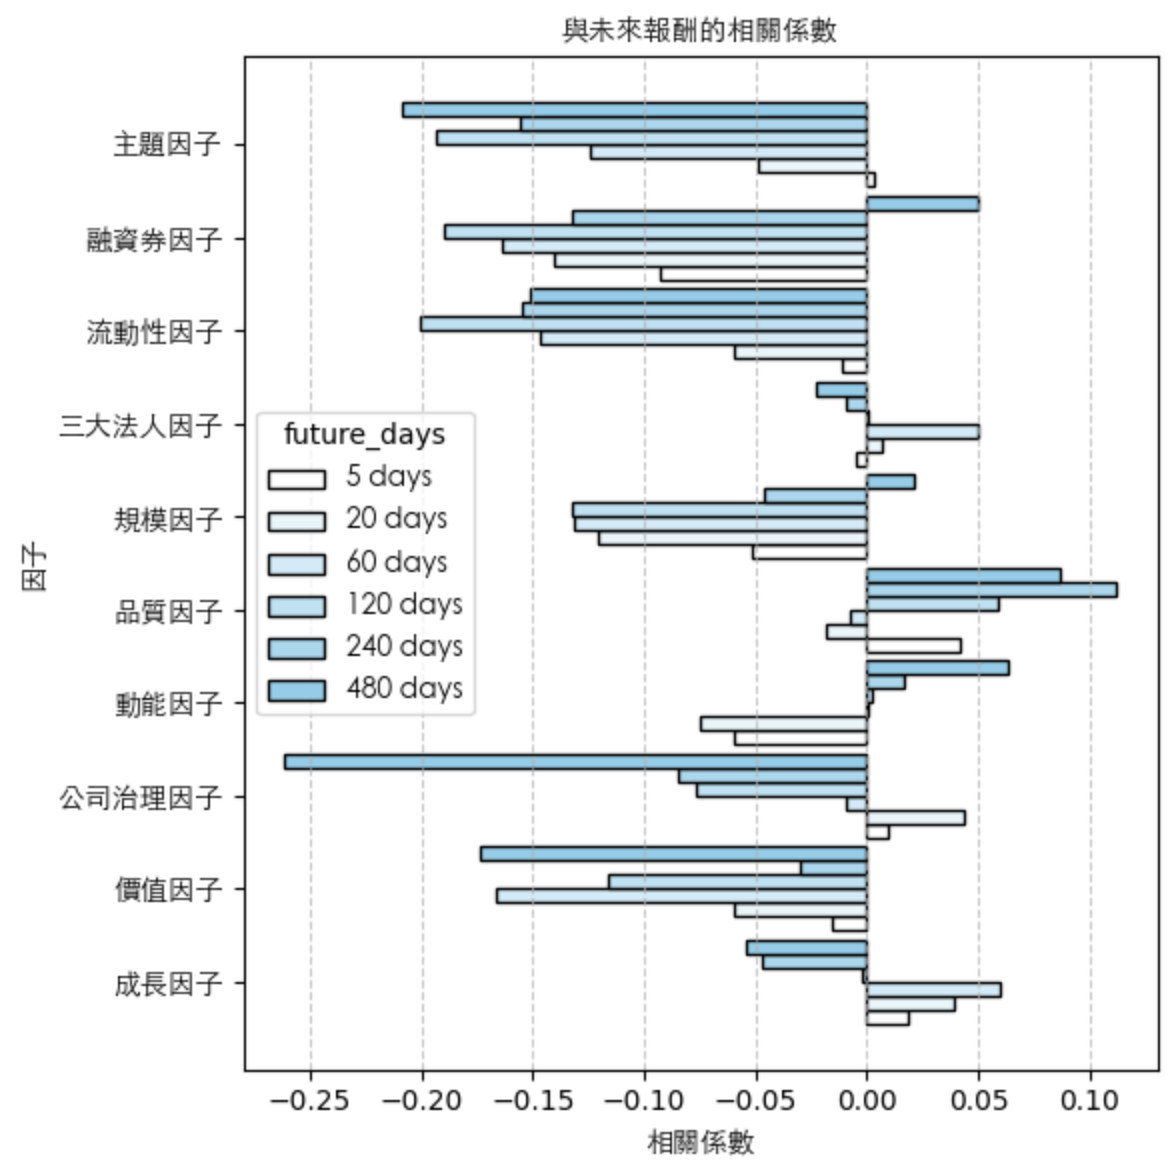 與未來報酬的相關係數
主題因子
融資券因子
流動性因子
三大法人因子
規模因子
品質因子
動能因子
公司治理因子
價值因子
成長因子
因子
future_days
5 days
20 days
60 days
120 days
240 days
480 days
−0.25 −0.20 −0.15 −0.10 −0.05 0.00 0.05 0.10
相關係數